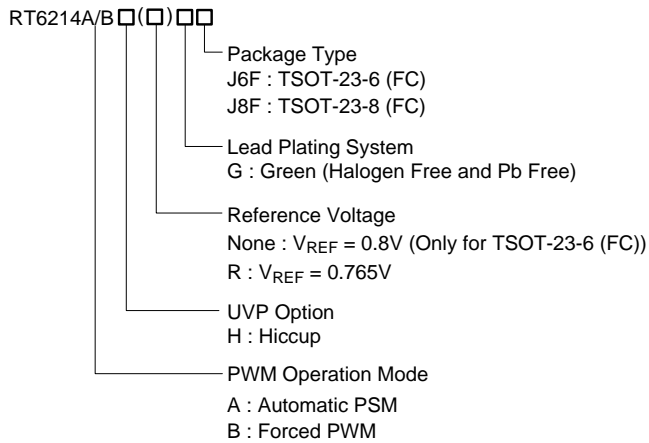 RT6214A/B □(□)□□
Package Type
J6F : TSOT-23-6 (FC)
J8F : TSOT-23-8 (FC)
Lead Plating System
G : Green (Halogen Free and Pb Free)
Reference Voltage
None : VREF = 0.8V (Only for TSOT-23-6 (FC))
R : VREF = 0.765V
UVP Option
H : Hiccup
PWM Operation Mode
A : Automatic PSM
B : Forced PWM